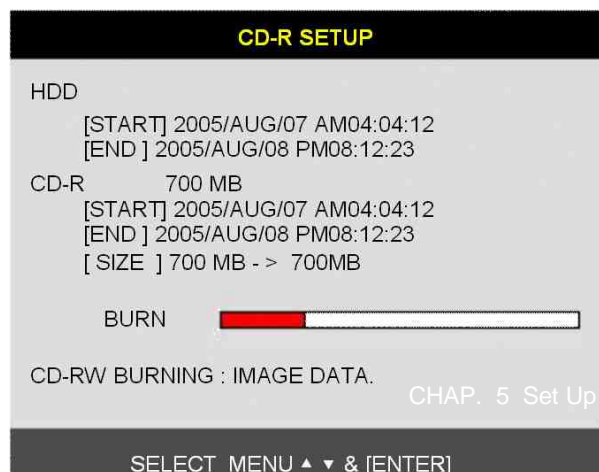 CD-R SETUP
HDD
[START] 2005/AUG/07 AM04:04:12
[END ] 2005/AUG/08 PM08:12:23
CD-R 700 MB
[START] 2005/AUG/07 AM04:04:12
[END ] 2005/AUG/08 PM08:12:23
[ SIZE ] 700 MB - > 700MB
BURN
CD-RW BURNING : IMAGE DATA.
CHAP. 5 Set Up
SELECT MENU ▲ ▼ & [ENTER]